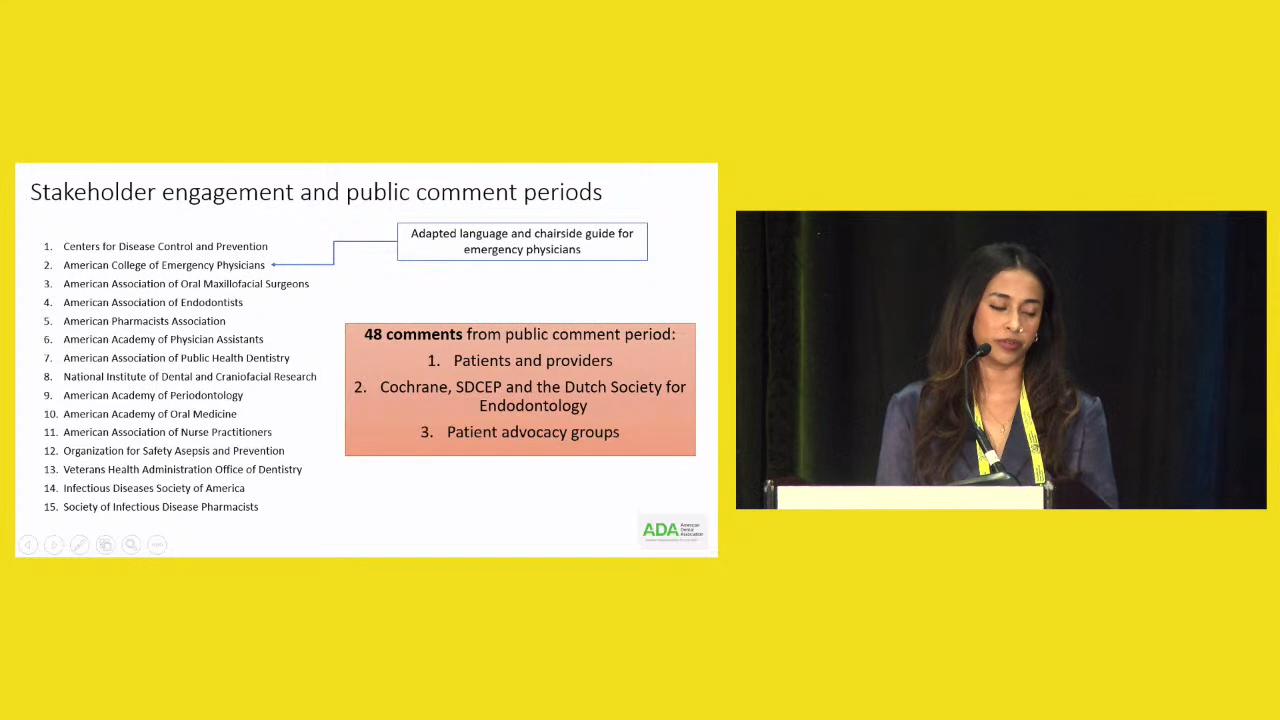 Stakeholder engagement and public comment periods
Adapted language and chairside guide for
emergency physicians
1. Centers for Disease Control and Prevention
2. American College of Emergency Physicians
3. American Association of Oral Maxillofacial Surgeons
4. American Association of Endodontists
5. American Pharmacists Association
6. American Academy of Physician Assistants
7. American Association of Public Health Dentistry
8. National Institute of Dental and Craniofacial Research
9. American Academy of Periodontology
10. American Academy of Oral Medicine
11. American Association of Nurse Practitioners
12. Organization for Safety Asepsis and Prevention
13. Veterans Health Administration Office of Dentistry
14. Infectious Diseases Society of America
15. Society of Infectious Disease Pharmacists
48 comments from public comment period:
1. Patients and providers
2. Cochrane, SDCEP and the Dutch Society for
Endodontology
3. Patient advocacy groups
ADA American
Dental
Association